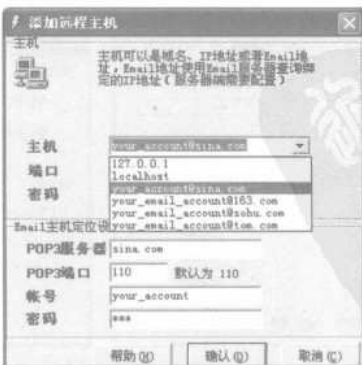 添加远程主机
主机
主机可以是域名、IP地址或者Email地
址，Email地址使用Email服务器查询绑
定的IP地址（服务器端需要配置）
主机 your_account@sina.com
端口 127.0.0.1
localhost
密码 your_account@sina.com
your_email_account@163.com
your_email_account@sohu.com
Email主机定位设 your_email_account@tom.com
POP3服务器 sina.com
POP3端口 110 默认为 110
帐号 your_account
密码 ***
帮助(H) 确认(O) 取消(C)